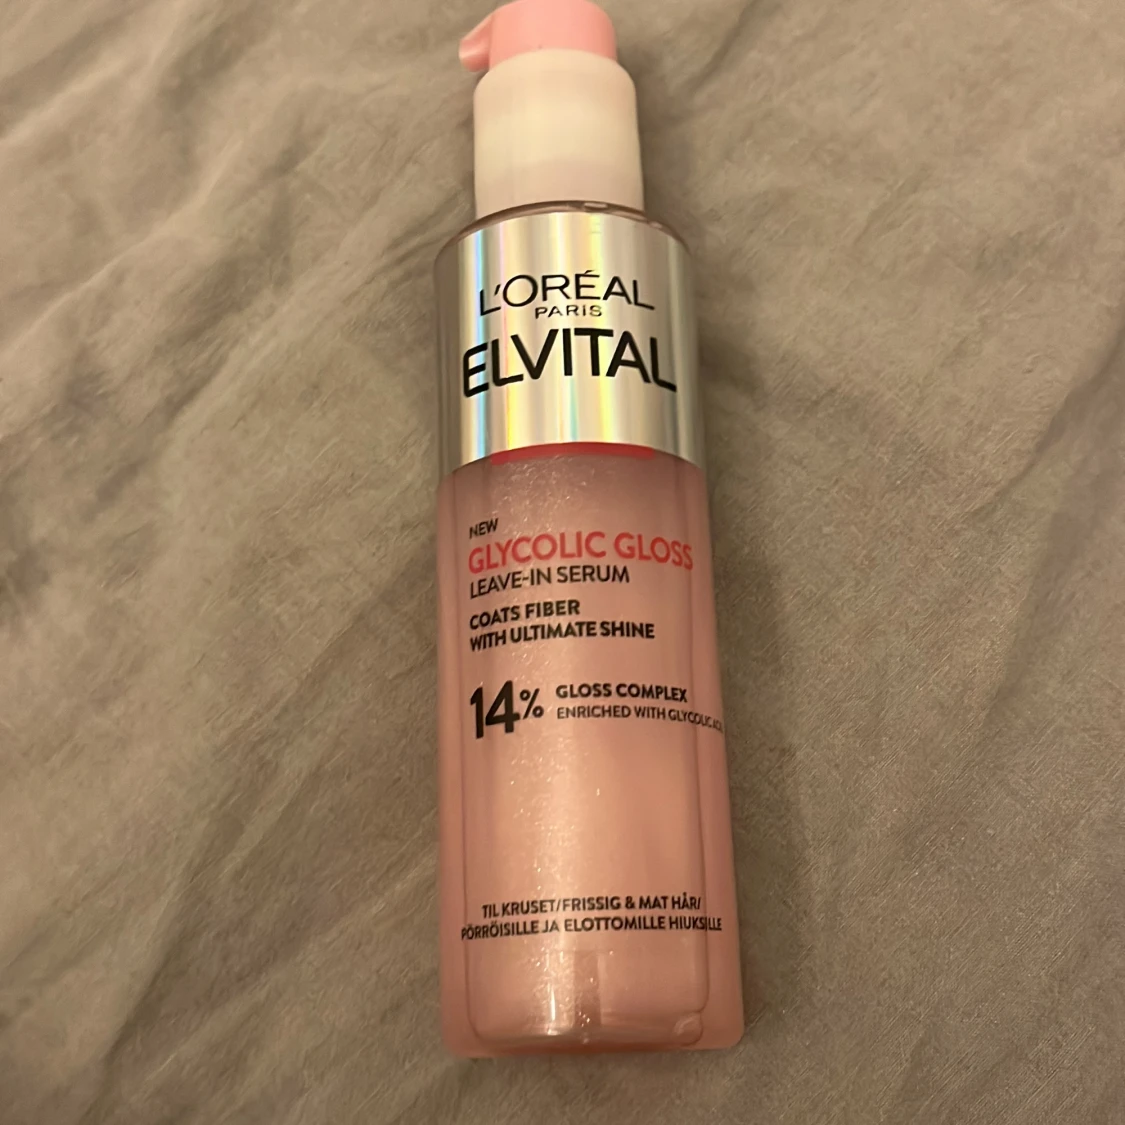 L'ORÉAL
PARIS
ELVITAL
NEW
GLYCOLIC GLOSS
LEAVE-IN SERUM
COATS FIBER
WITH ULTIMATE SHINE
14% GLOSS COMPLEX
ENRICHED WITH GLYCOLIC
TIL KRUSET/FRISSIG & MAT HÅR/
PÖRRÖISILLE JA ELOTTOMILLE HIUKSILLE